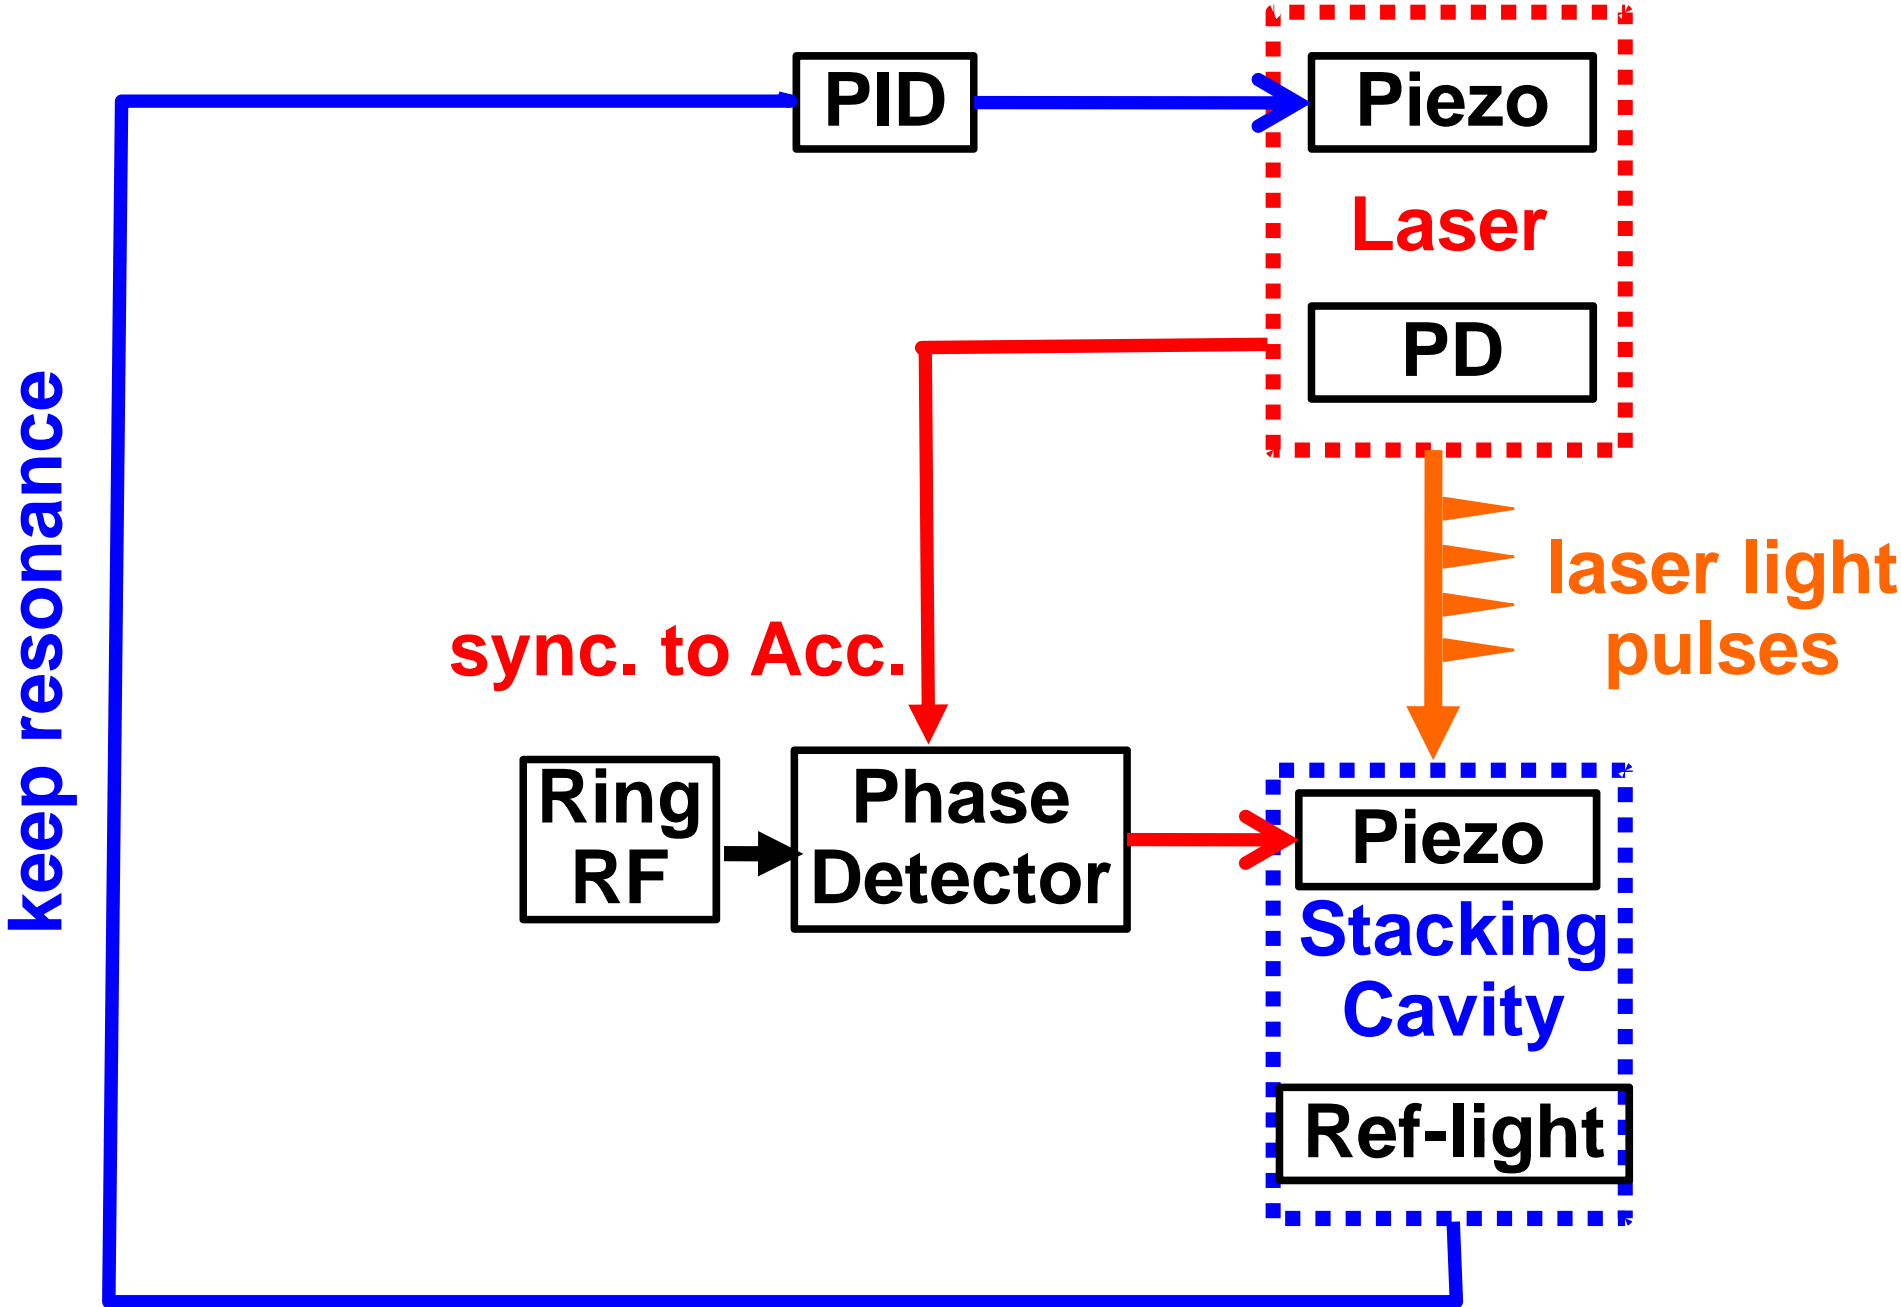 PID
Piezo
Laser
PD
keep resonance
laser light
pulses
sync. to Acc.
Ring
RF
Phase
Detector
Piezo
Stacking
Cavity
Ref-light